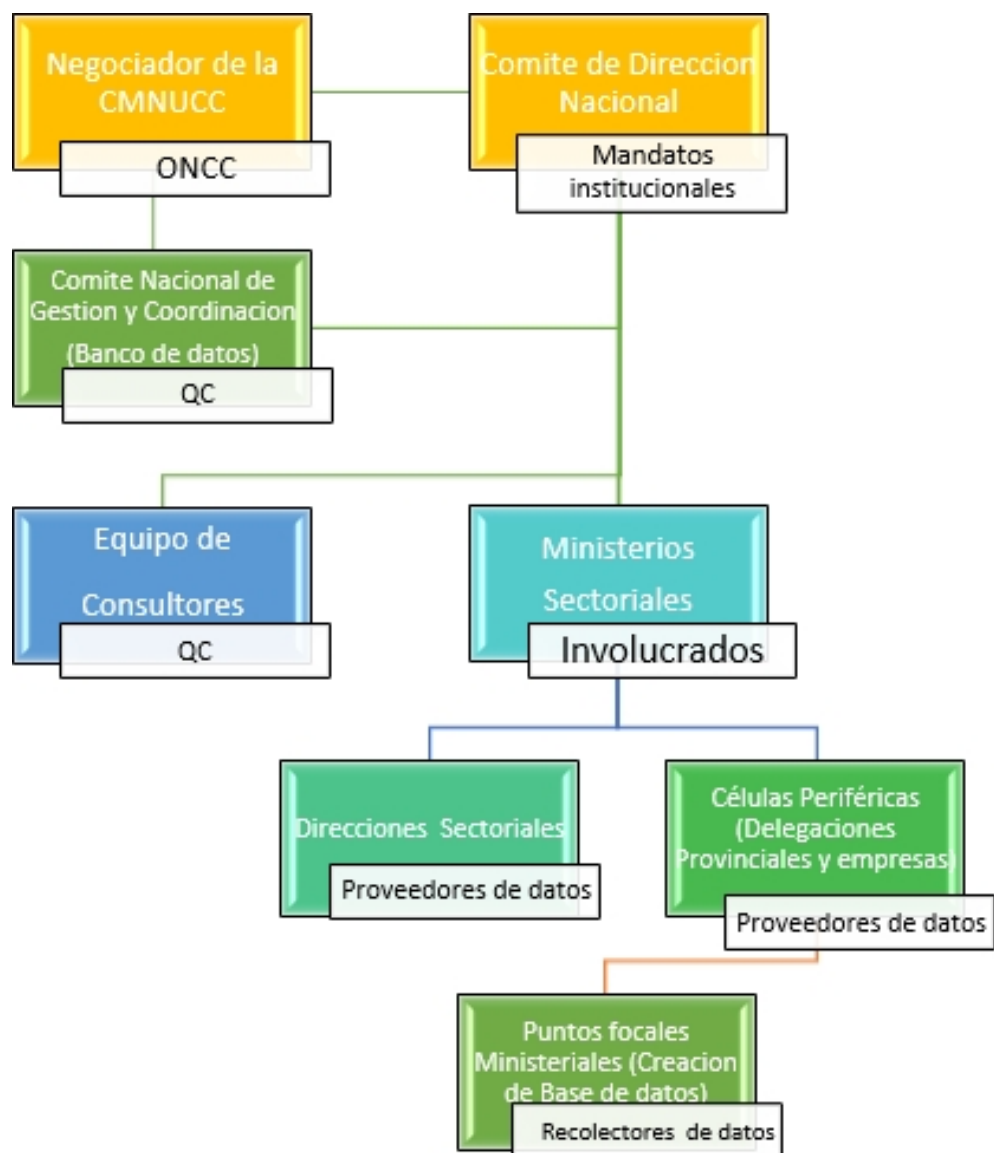 Negociador de la
CMNUCC
ONCC
Comite de Direccion
Nacional
Mandatos
institucionales
Comite Nacional de
Gestion y Coordinacion
(Banco de datos)
QC
Equipo de
Consultores
QC
Ministerios
Sectoriales
Involucrados
Direcciones Sectoriales
Proveedores de datos
Células Periféricas
(Delegaciones
Provinciales y empresas)
Proveedores de datos
Puntos focales
Ministeriales (Creacion
de Base de datos)
Recolectores de datos